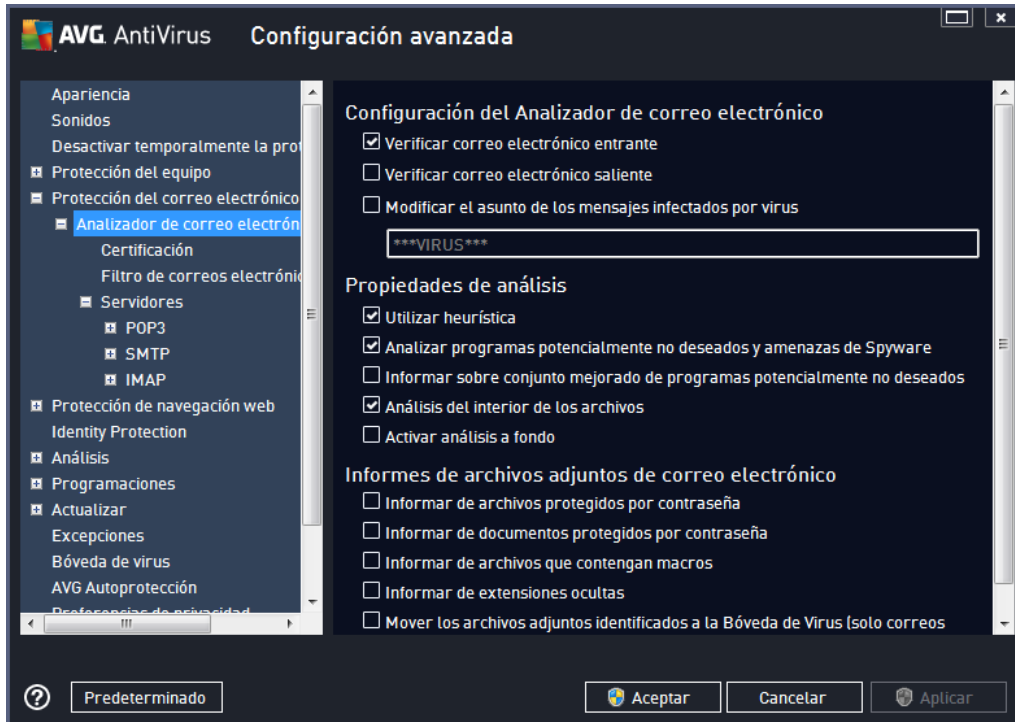 AVG AntiVirus Configuración avanzada
Apariencia
Sonidos
Desactivar temporalmente la
Protección del equipo
Protección del correo electrónico
Analizador de correo electrón
Certificación
Filtro de correos electróni
Servidores
POP3
SMTP
IMAP
Protección de navegación web
Identity Protection
Análisis
Programaciones
Actualizar
Excepciones
Bóveda de virus
AVG Autoprotección
Preferencias de privacidad
Configuración del Analizador de correo electrónico
Verificar correo electrónico entrante
Verificar correo electrónico saliente
Modificar el asunto de los mensajes infectados por virus
***VIRUS***
Propiedades de análisis
Utilizar heurística
Analizar programas potencialmente no deseados y amenazas de Spyware
Informar sobre conjunto mejorado de programas potencialmente no deseados
Análisis del interior de los archivos
Activar análisis a fondo
Informes de archivos adjuntos de correo electrónico
Informar de archivos protegidos por contraseña
Informar de documentos protegidos por contraseña
Informar de archivos que contengan macros
Informar de extensiones ocultas
Mover los archivos adjuntos identificados a la Bóveda de Virus (solo correos
Predeterminado
Aceptar
Cancelar
Aplicar